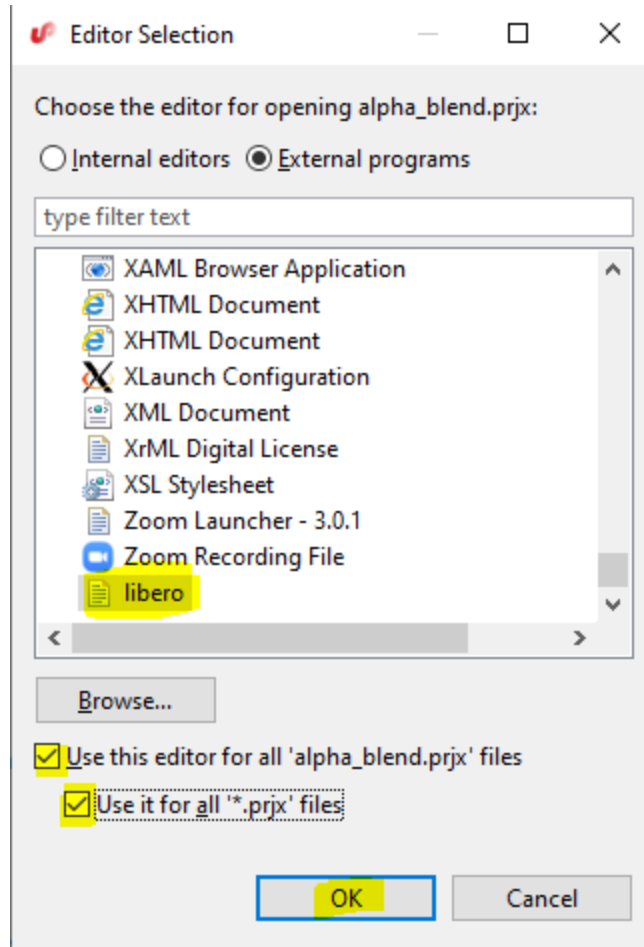 Editor Selection
Choose the editor for opening alpha_blend.prjx:
Internal editors External programs
type filter text
XAML Browser Application
XHTML Document
XHTML Document
XLaunch Configuration
XML Document
XrML Digital License
XSL Stylesheet
Zoom Launcher - 3.0.1
Zoom Recording File
libero
Browse...
Use this editor for all 'alpha_blend.prjx' files
Use it for all '*.prjx' files
OK Cancel